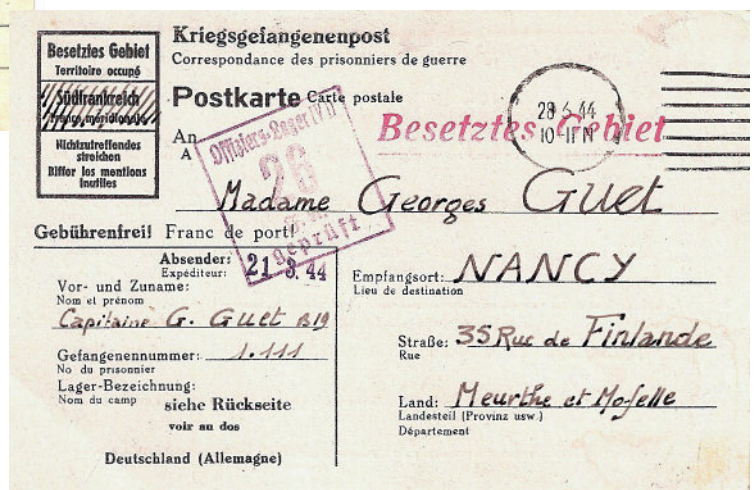 Besetztes Gebiet
Territoire occupé
Südfrankreich
France méridionale
Nichtzutreffendes
streichen
Biffer les mentions
inutiles
Kriegsgefangenenpost
Correspondance des prisonniers de guerre
Postkarte Carte postale
28 3.44
10-11 N
Besetztes Gebiet
An
A
Offiziers-Lager IV D
26
geprüft
Madame Georges Guet
Gebührenfrei! Franc de port!
Absender:
Expéditeur:
21 3.44
Vor- und Zuname:
Nom et prénom
Capitaine G. Guet B19
Gefangenennummer: 1.111
No du prisonnier
Lager-Bezeichnung:
Nom du camp
siehe Rückseite
voir au dos
Deutschland (Allemagne)
Empfangsort: NANCY
Lieu de destination
Straße: 35 Rue de Finlande
Rue
Land: Meurthe et Moselle
Landesteil (Provinz usw.)
Département